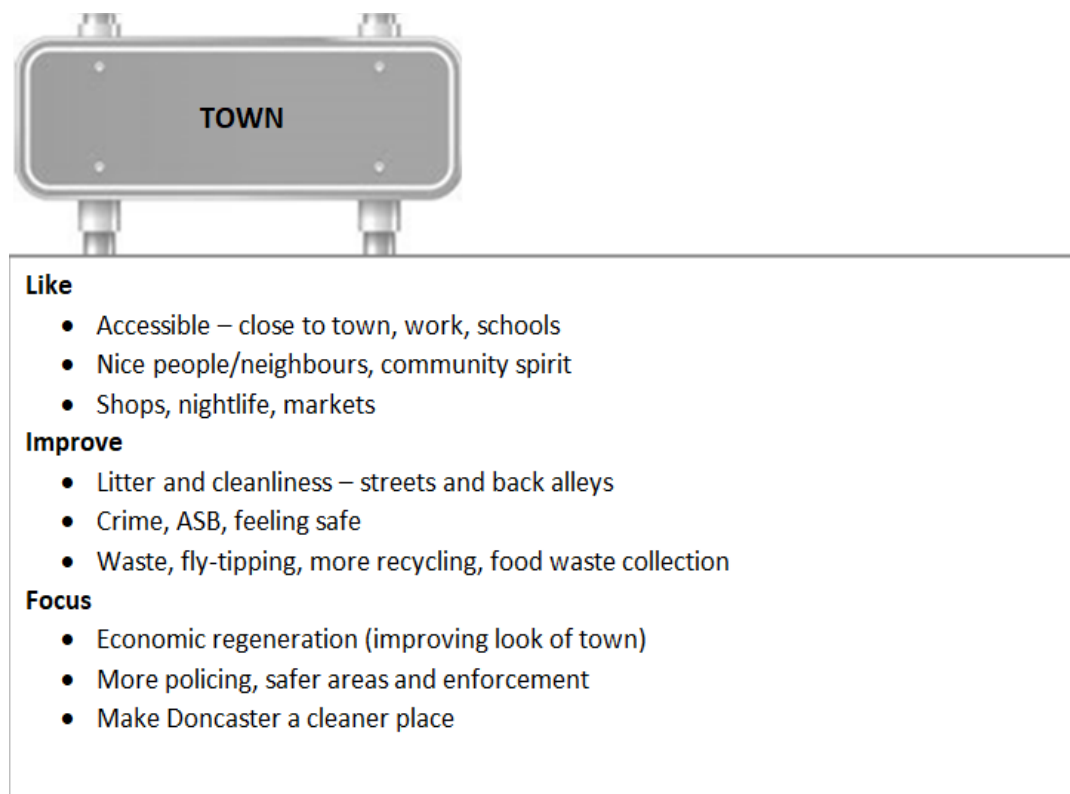 TOWN
Like
• Accessible – close to town, work, schools
• Nice people/neighbours, community spirit
• Shops, nightlife, markets
Improve
• Litter and cleanliness – streets and back alleys
• Crime, ASB, feeling safe
• Waste, fly-tipping, more recycling, food waste collection
Focus
• Economic regeneration (improving look of town)
• More policing, safer areas and enforcement
• Make Doncaster a cleaner place